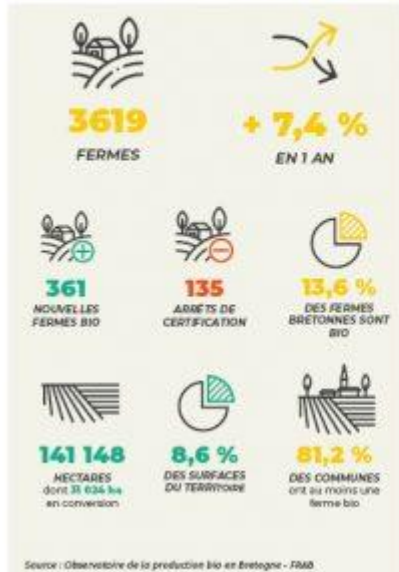 3619
FERMES
+ 7,4 %
EN 1 AN
361
NOUVELLES
FERMES BIO
135
ARRÊTS DE
CERTIFICATION
13,6 %
DES FERMES
BRETONNES SONT
BIO
141 148
HECTARES
dont ha
en conversion
8,6 %
DES SURFACES
DU TERRITOIRE
81,2 %
DES COMMUNES
ont au moins une
ferme bio
Source : Observatoire de la production bio en Bretagne - FRAB